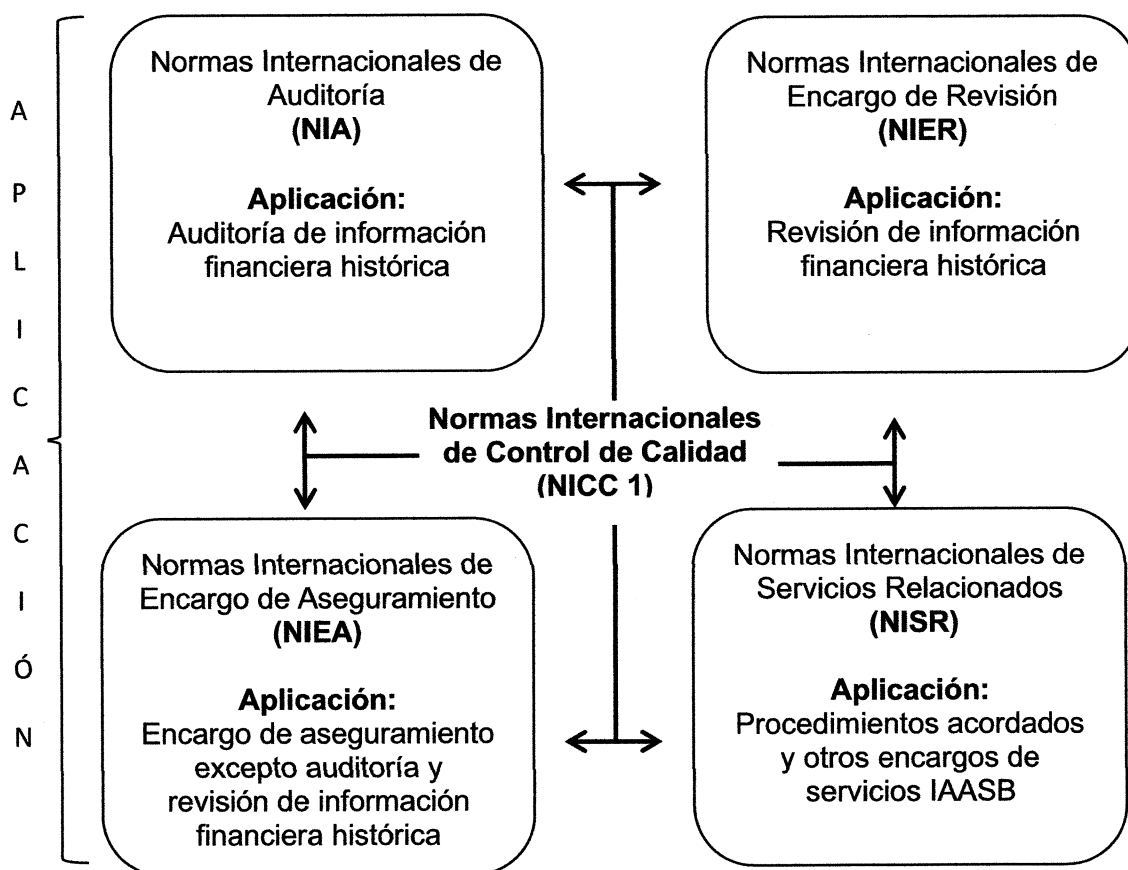 A
P
L
I
C
A
C
I
Ó
N
Normas Internacionales de
Auditoría
(NIA)
Aplicación:
Auditoría de información
financiera histórica
Normas Internacionales de
Encargo de Revisión
(NIER)
Aplicación:
Revisión de información
financiera histórica
Normas Internacionales
de Control de Calidad
(NICC 1)
Normas Internacionales de
Encargo de Aseguramiento
(NIEA)
Aplicación:
Encargo de aseguramiento
excepto auditoría y
revisión de información
financiera histórica
Normas Internacionales de
Servicios Relacionados
(NISR)
Aplicación:
Procedimientos acordados
y otros encargos de
servicios IAASB